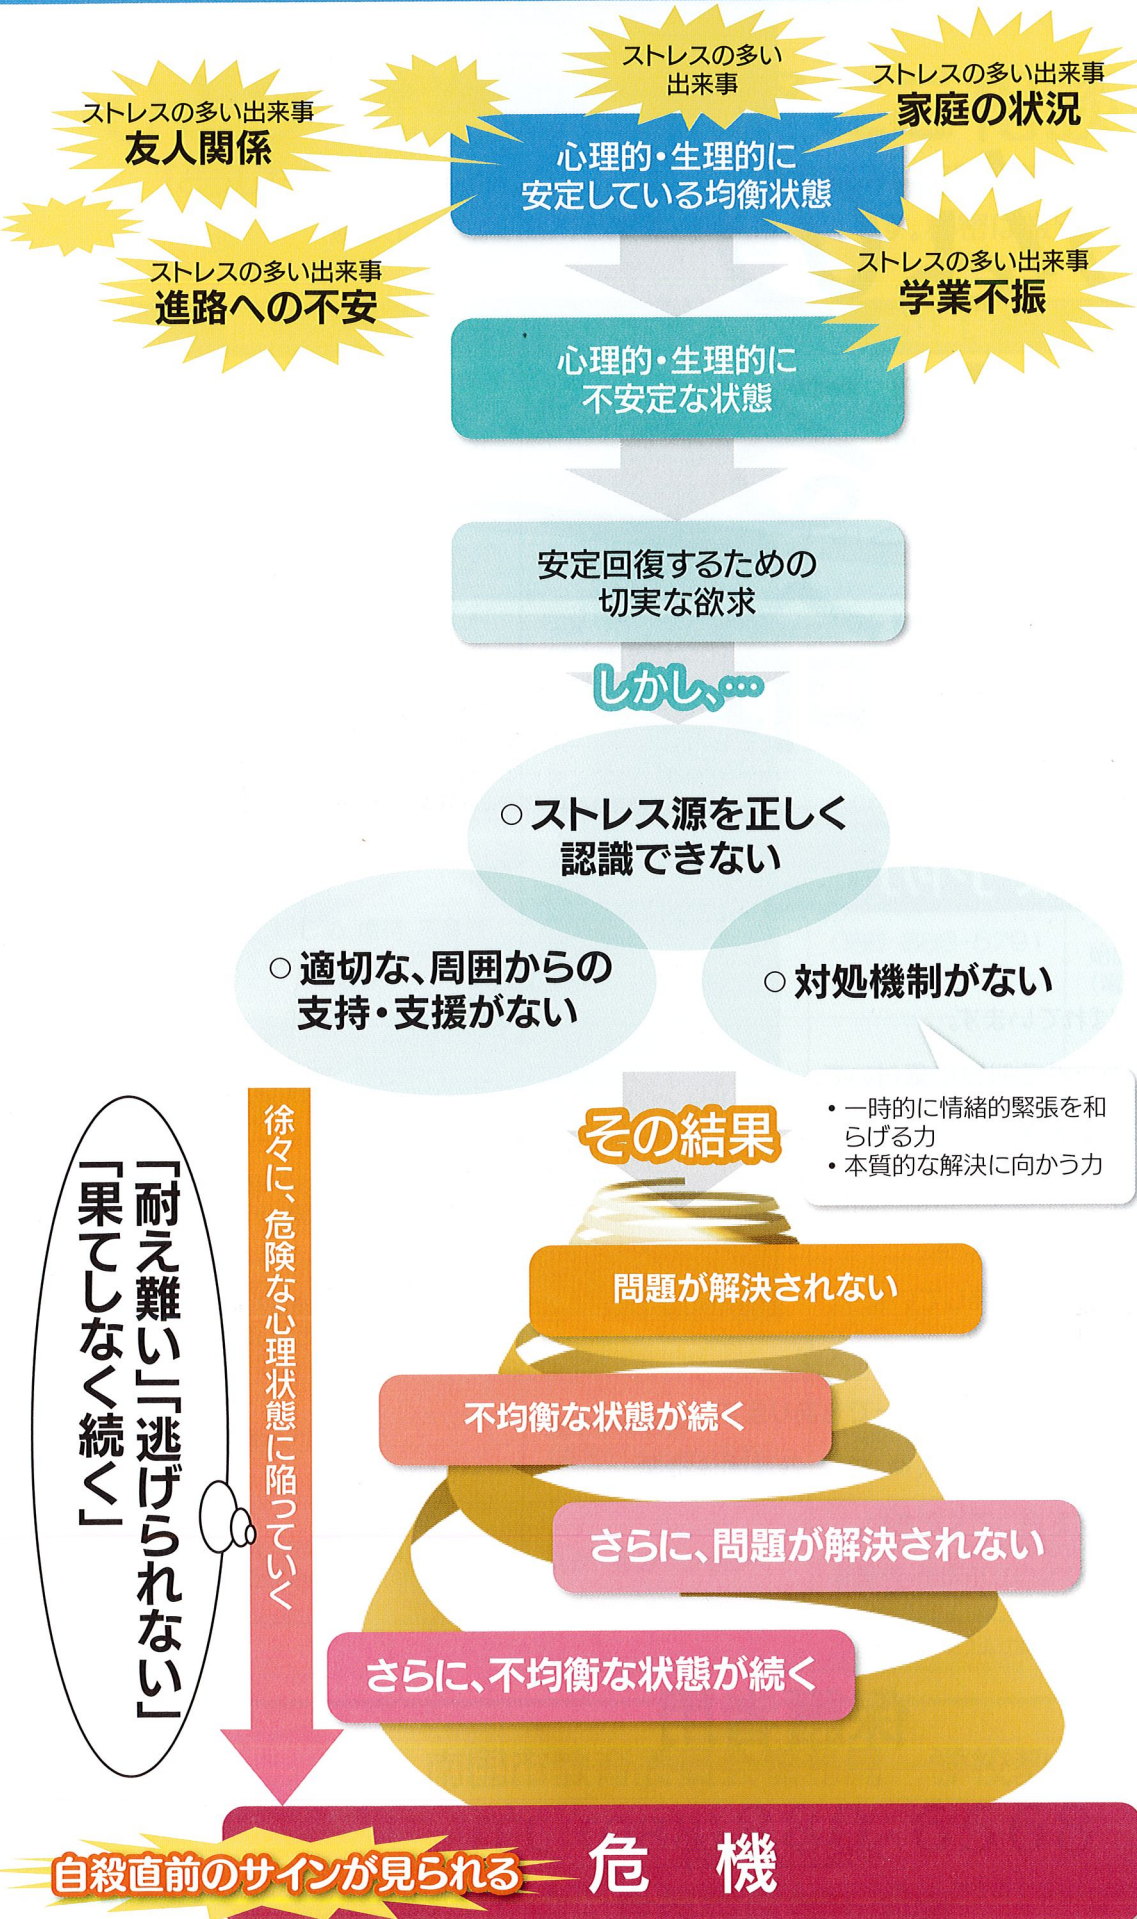 ストレスの多い
出来事
ストレスの多い出来事
家庭の状況
ストレスの多い出来事
友人関係
心理的・生理的に
安定している均衡状態
ストレスの多い出来事
進路への不安
ストレスの多い出来事
学業不振
心理的・生理的に
不安定な状態
安定回復するための
切実な欲求
しかし、…
○ ストレス源を正しく
認識できない
○ 適切な、周囲からの
支持・支援がない
○ 対処機制がない
・一時的に情緒的緊張を和
らげる力
・本質的な解決に向かう力
その結果
徐々に、危険な心理状態に陥っていく
「耐え難い」「逃げられない」
「果てしなく続く」
問題が解決されない
不均衡な状態が続く
さらに、問題が解決されない
さらに、不均衡な状態が続く
自殺直前のサインが見られる
危 機